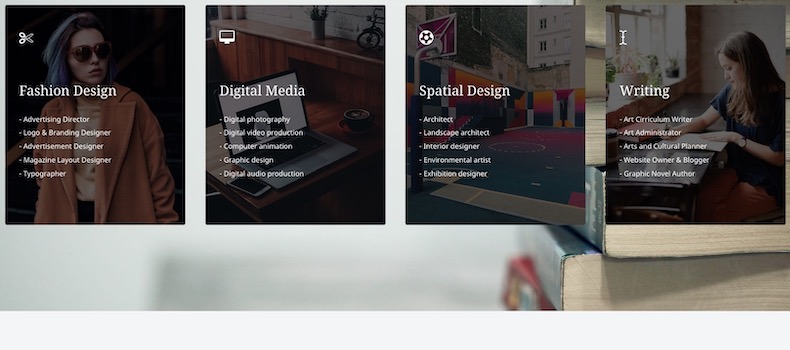 Fashion Design
- Advertising Director
- Logo & Branding Designer
- Advertisement Designer
- Magazine Layout Designer
- Typographer
Digital Media
- Digital photography
- Digital video production
- Computer animation
- Graphic design
- Digital audio production
Spatial Design
- Architect
- Landscape architect
- Interior designer
- Environmental artist
- Exhibition designer
Writing
- Art Cirriculum Writer
- Art Administrator
- Arts and Cultural Planner
- Website Owner & Blogger
- Graphic Novel Author